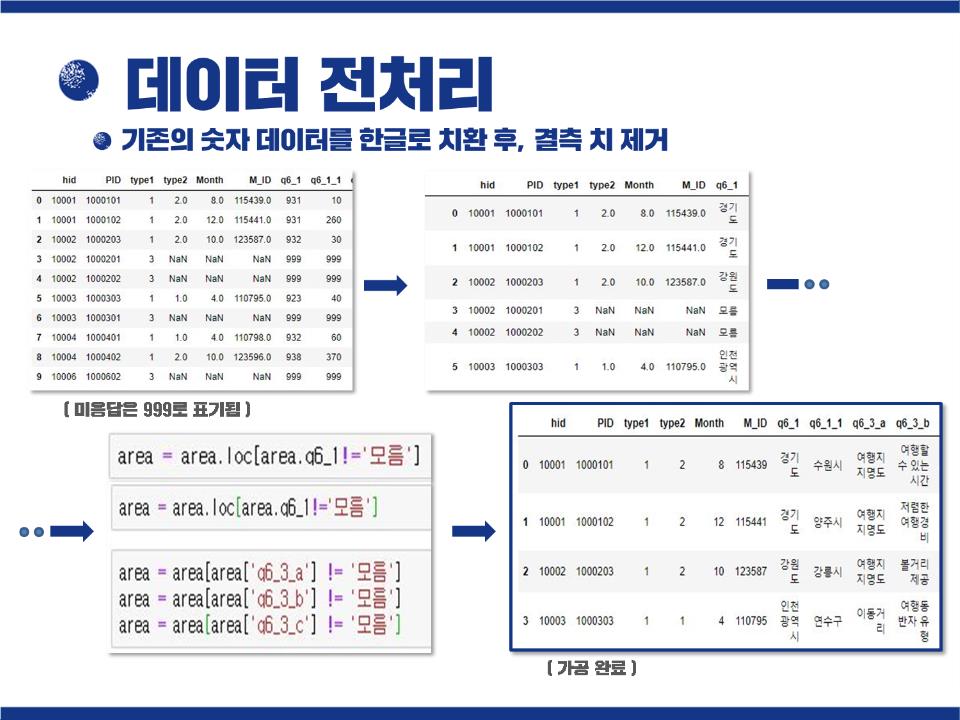 데이터 전처리
기존의 숫자 데이터를 한글로 치환 후, 결측 치 제거
hid PID type1 type2 Month M_ID q6_1 q6_1_1
0 10001 1000101 1 2.0 8.0 115439.0 931 10
1 10001 1000102 1 2.0 12.0 115441.0 931 260
2 10002 1000203 1 2.0 10.0 123587.0 932 30
3 10002 1000201 3 NaN NaN NaN 999 999
4 10002 1000202 3 NaN NaN NaN 999 999
5 10003 1000303 1 1.0 4.0 110795.0 923 40
6 10003 1000301 3 NaN NaN NaN 999 999
7 10004 1000401 1 1.0 4.0 110798.0 932 60
8 10004 1000402 1 2.0 10.0 123596.0 938 370
9 10006 1000602 3 NaN NaN NaN 999 999
( 미응답은 999로 표기됨 )
hid PID type1 type2 Month M_ID q6_1
0 10001 1000101 1 2.0 8.0 115439.0 경기
도
1 10001 1000102 1 2.0 12.0 115441.0 경기
도
2 10002 1000203 1 2.0 10.0 123587.0 강원
도
3 10002 1000201 3 NaN NaN NaN 모름
4 10002 1000202 3 NaN NaN NaN 모름
5 10003 1000303 1 1.0 4.0 110795.0 인천
광역
시
area = area.loc[area.q6_1!='모름']
area = area.loc[area.q6_1!='모름']
area = area[area['q6_3_a'] != '모름']
area = area[area['q6_3_b'] != '모름']
area = area[area['q6_3_c'] != '모름']
hid PID type1 type2 Month M_ID q6_1 q6_1_1 q6_3_a q6_3_b
0 10001 1000101 1 2 8 115439 경기
도 수원시 여행지
지명도 여행할
수 있는
시간
1 10001 1000102 1 2 12 115441 경기
도 양주시 여행지
지명도 저렴한
여행경
비
2 10002 1000203 1 2 10 123587 강원
도 강릉시 여행지
지명도 볼거리
제공
3 10003 1000303 1 1 4 110795 인천
광역
시 연수구 이동거
리 여행동
반자 유
형
( 가공 완료 )